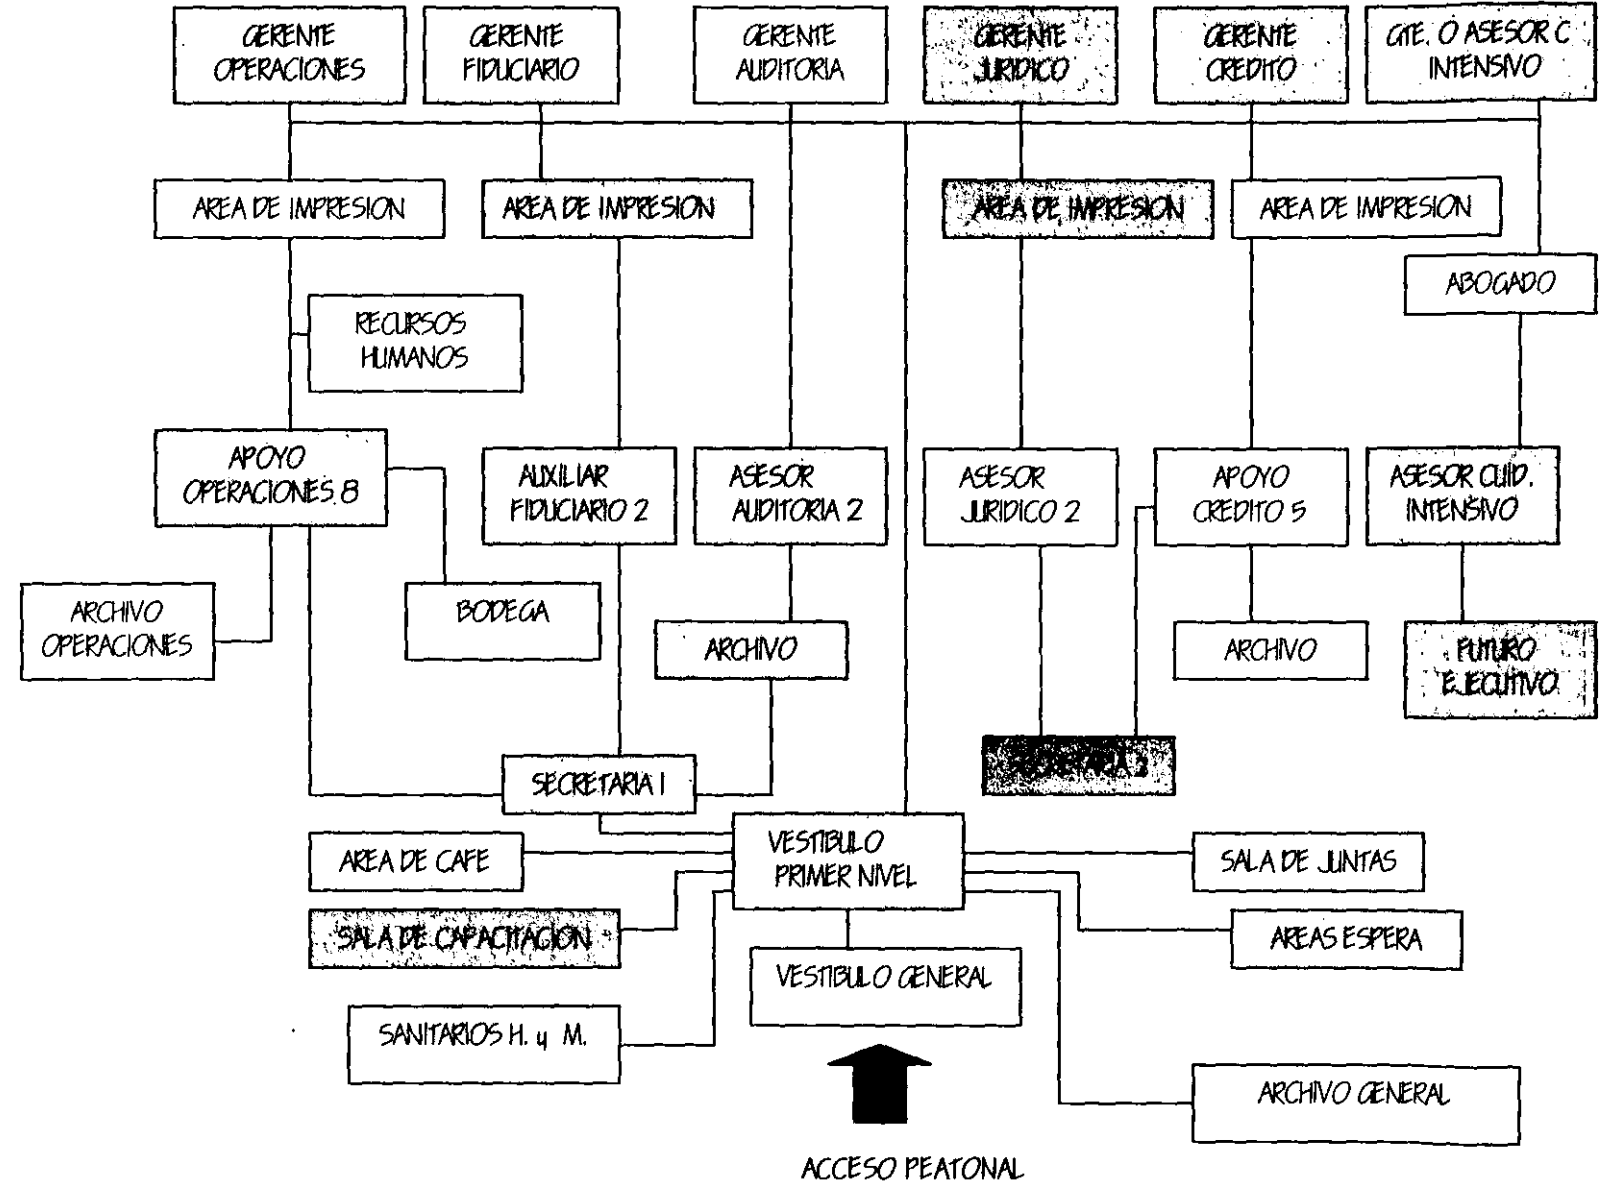 GERENTE
OPERACIONES
GERENTE
FIDUCIARIO
GERENTE
AUDITORIA
GERENTE
JURIDICO
GERENTE
CREDITO
GTE. O ASESOR C
INTENSIVO
AREA DE IMPRESION
AREA DE IMPRESION
AREA DE IMPRESION
AREA DE IMPRESION
ABOGADO
RECURSOS
HUMANOS
APOYO
OPERACIONES 8
AUXILIAR
FIDUCIARIO 2
ASESOR
AUDITORIA 2
ASESOR
JURIDICO 2
APOYO
CREDITO 5
ASESOR CUID.
INTENSIVO
ARCHIVO
OPERACIONES
BODEGA
ARCHIVO
ARCHIVO
FUTURO
EJECUTIVO
SECRETARIA 1
SECRETARIA
VESTIBULO
PRIMER NIVEL
AREA DE CAFE
SALA DE JUNTAS
SALA DE CAPACITACION
AREAS ESPERA
VESTIBULO GENERAL
SANITARIOS H. y M.
ARCHIVO GENERAL
ACCESO PEATONAL